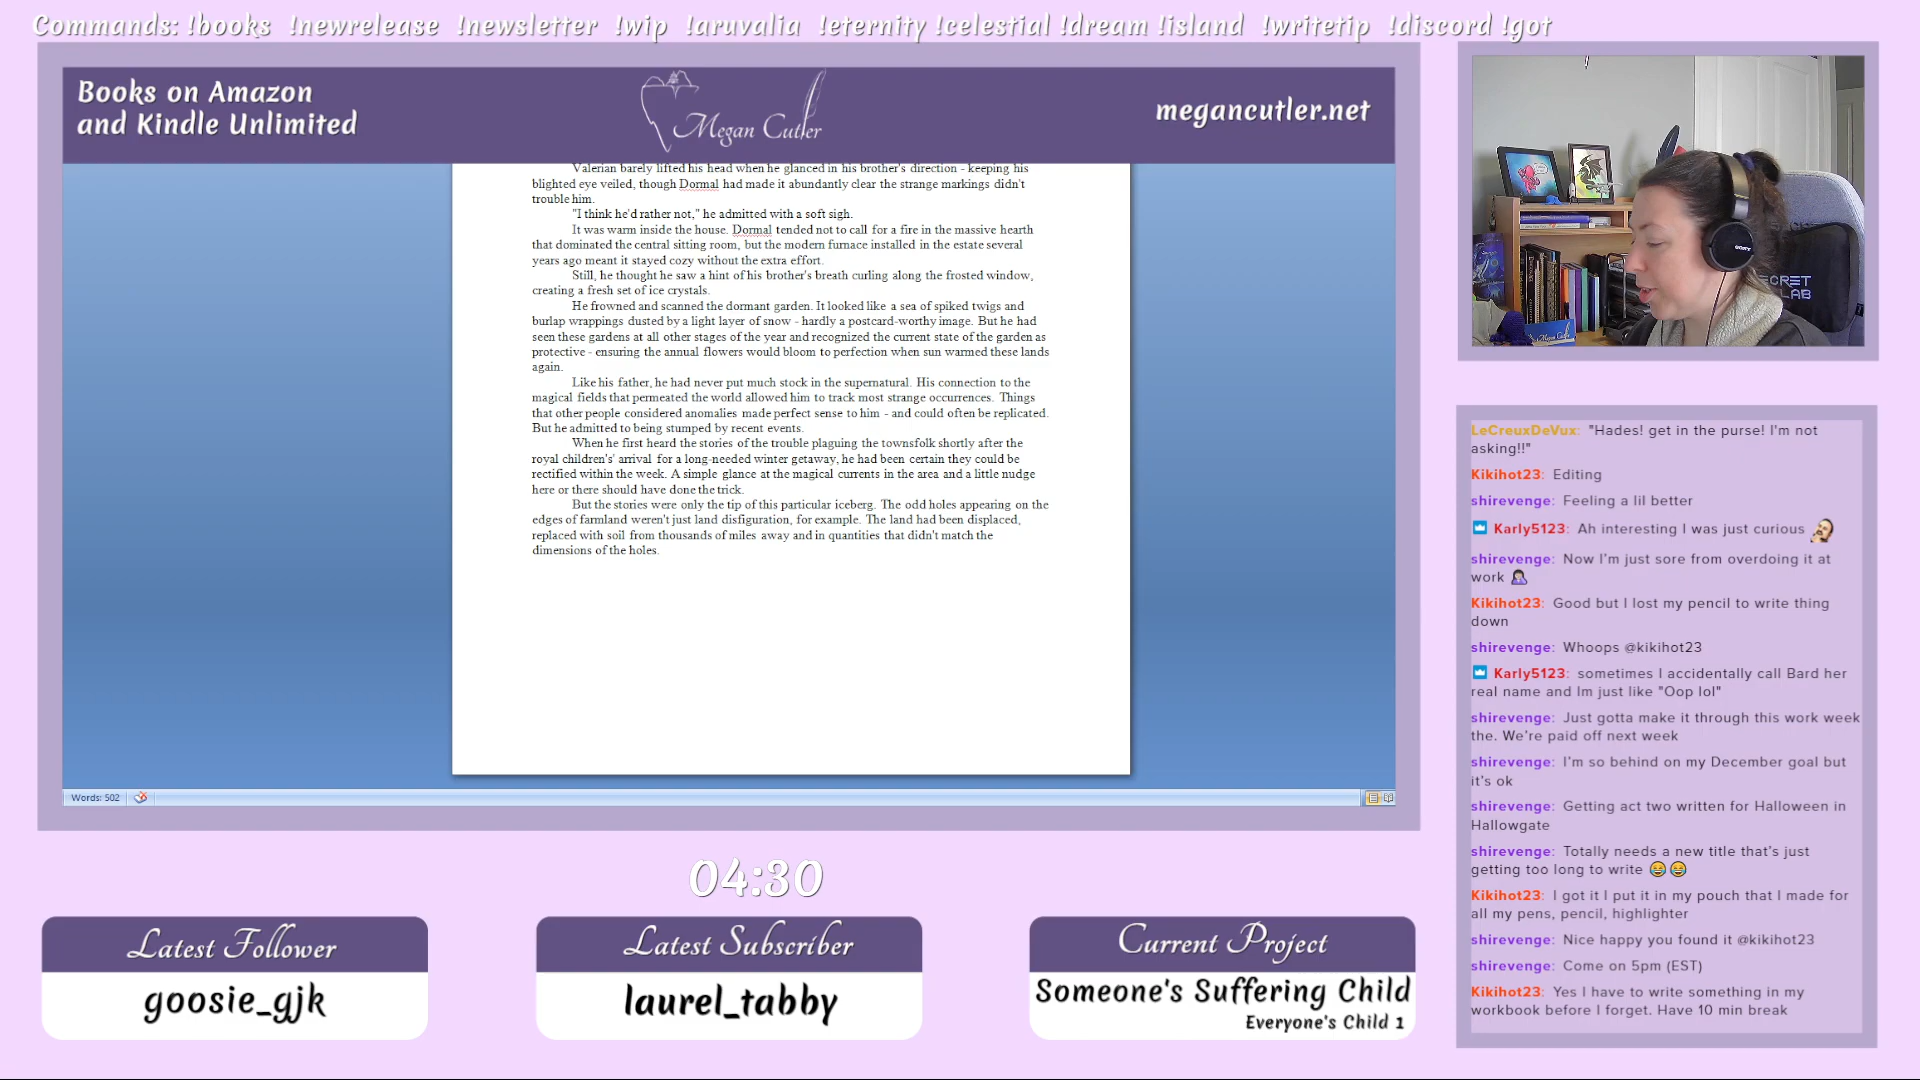 Commands: !books !newrelease !newsletter !wip !aruvalia !eternity !celestial !dream !island !writetip !discord !got
Books on Amazon
and Kindle Unlimited
Megan Cutler
megancutler.net
Valerian barely lifted his head when he glanced in his brother's direction - keeping his
blighted eye veiled, though Dormal had made it abundantly clear the strange markings didn't
trouble him.
"I think he'd rather not," he admitted with a soft sigh.
It was warm inside the house. Dormal tended not to call for a fire in the massive hearth
that dominated the central sitting room, but the modern furnace installed in the estate several
years ago meant it stayed cozy without the extra effort.
Still, he thought he saw a hint of his brother's breath curling along the frosted window,
creating a fresh set of ice crystals.
He frowned and scanned the dormant garden. It looked like a sea of spiked twigs and
burlap wrappings dusted by a light layer of snow - hardly a postcard-worthy image. But he had
seen these gardens at all other stages of the year and recognized the current state of the garden as
protective - ensuring the annual flowers would bloom to perfection when sun warmed these lands
again.
Like his father, he had never put much stock in the supernatural. His connection to the
magical fields that permeated the world allowed him to track most strange occurrences. Things
that other people considered anomalies made perfect sense to him - and could often be replicated.
But he admitted to being stumped by recent events.
When he first heard the stories of the trouble plaguing the townsfolk shortly after the
royal children's' arrival for a long-needed winter getaway, he had been certain they could be
rectified within the week. A simple glance at the magical currents in the area and a little nudge
here or there should have done the trick.
But the stories were only the tip of this particular iceberg. The odd holes appearing on the
edges of farmland weren't just land disfiguration, for example. The land had been displaced,
replaced with soil from thousands of miles away and in quantities that didn't match the
dimensions of the holes.
Words: 502
SONY
SECRET
LAB
Megan Cutler
LeCreuxDeVux: "Hades! get in the purse! I'm not
asking!!"
Kikihot23: Editing
shirevenge: Feeling a lil better
Karly5123: Ah interesting I was just curious
shirevenge: Now I'm just sore from overdoing it at
work
Kikihot23: Good but I lost my pencil to write thing
down
shirevenge: Whoops @kikihot23
Karly5123: sometimes I accidentally call Bard her
real name and Im just like "Oop lol"
shirevenge: Just gotta make it through this work week
the. We're paid off next week
shirevenge: I'm so behind on my December goal but
it's ok
shirevenge: Getting act two written for Halloween in
Hallowgate
shirevenge: Totally needs a new title that's just
getting too long to write
Kikihot23: I got it I put it in my pouch that I made for
all my pens, pencil, highlighter
shirevenge: Nice happy you found it @kikihot23
shirevenge: Come on 5pm (EST)
Kikihot23: Yes I have to write something in my
workbook before I forget. Have 10 min break
04:30
Latest Follower
goosie_gjk
Latest Subscriber
laurel_tabby
Current Project
Someone's Suffering Child
Everyone's Child 1